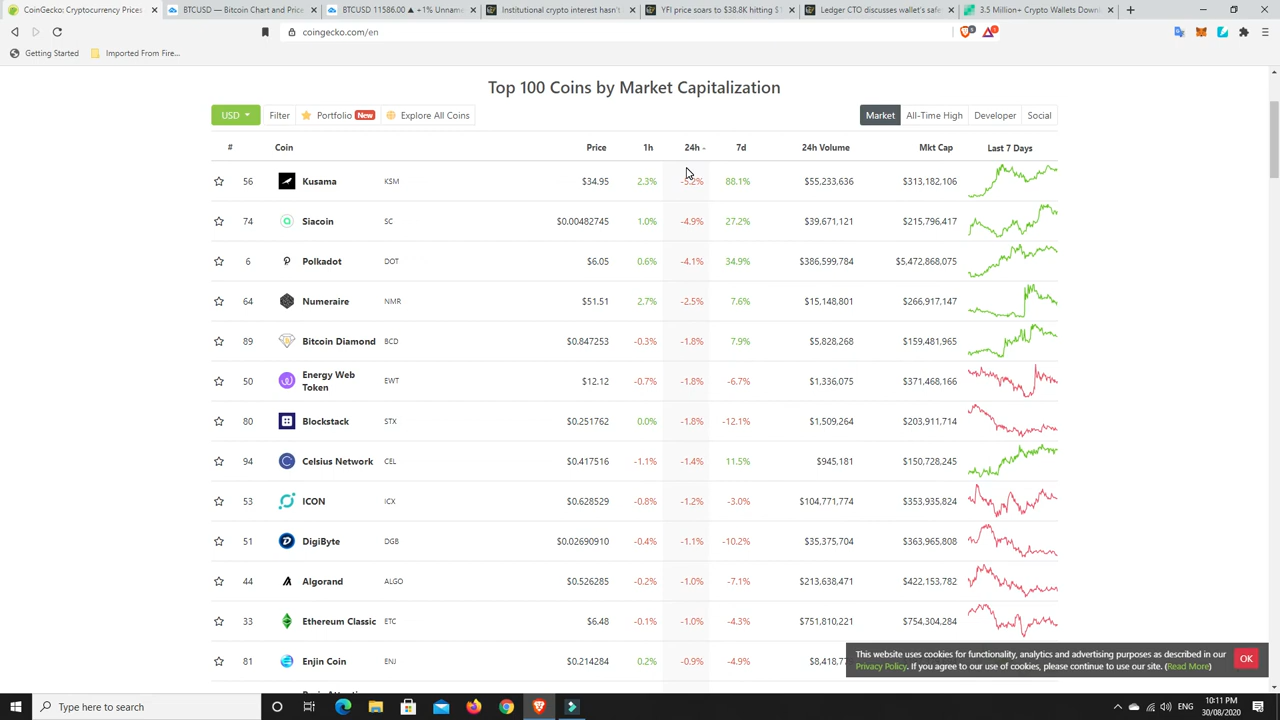 CoinGecko: Cryptocurrency Prices
BTCUSD — Bitcoin Chart and Price
BTCUSD 11586.00 ▲ +1% Unname
Institutional crypto interest hasn't
YFI price soars to $38.8K hitting $1
Ledger CTO discusses wallet's safe
3.5 Million+ Crypto Wallets Down
coingecko.com/en
Getting Started
Imported From Fire...
Top 100 Coins by Market Capitalization
USD Filter Portfolio New Explore All Coins Market All-Time High Developer Social
# Coin Price 1h 24h 7d 24h Volume Mkt Cap Last 7 Days
56 Kusama KSM $34.95 2.3% -5.2% 88.1% $55,233,636 $313,182,106
74 Siacoin SC $0.00482745 1.0% -4.9% 27.2% $39,671,121 $215,796,417
6 Polkadot DOT $6.05 0.6% -4.1% 34.9% $386,599,784 $5,472,868,075
64 Numeraire NMR $51.51 2.7% -2.5% 7.6% $15,148,801 $266,917,147
89 Bitcoin Diamond BCD $0.847253 -0.3% -1.8% 7.9% $5,828,268 $159,481,965
50 Energy Web Token EWT $12.12 -0.7% -1.8% -6.7% $1,336,075 $371,468,166
80 Blockstack STX $0.251762 0.0% -1.8% -12.1% $1,509,264 $203,911,714
94 Celsius Network CEL $0.417516 -1.1% -1.4% 11.5% $945,181 $150,728,245
53 ICON ICX $0.628529 -0.8% -1.2% -3.0% $104,771,774 $353,935,824
51 DigiByte DGB $0.02690910 -0.4% -1.1% -10.2% $35,375,704 $363,965,808
44 Algorand ALGO $0.526285 -0.2% -1.0% -7.1% $213,638,471 $422,153,782
33 Ethereum Classic ETC $6.48 -0.1% -1.0% -4.3% $751,810,221 $754,304,284
81 Enjin Coin ENJ $0.214284 0.2% -0.9% -4.9% $8,418,7
This website uses cookies for functionality, analytics and advertising purposes as described in our
Privacy Policy. If you agree to our use of cookies, please continue to use our site. (Read More)
OK
Type here to search
ENG
10:11 PM
30/08/2020